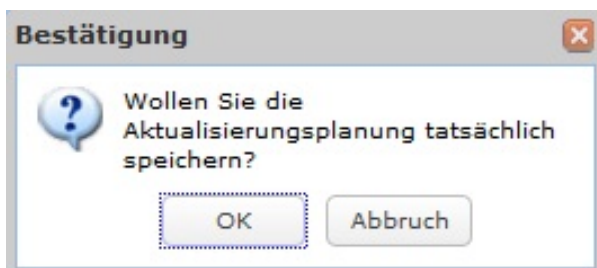 Bestätigung
Wollen Sie die
Aktualisierungsplanung tatsächlich
speichern?
OK
Abbruch